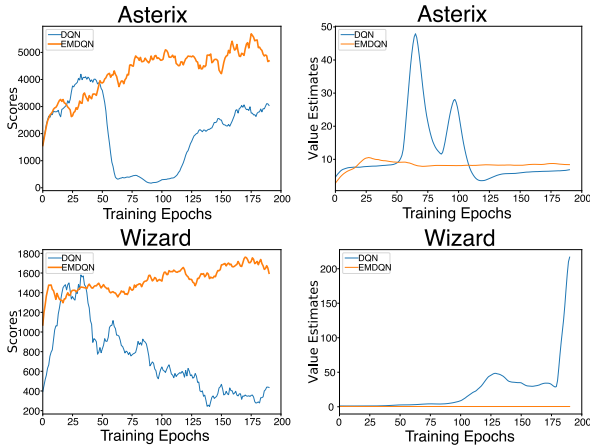 Asterix
DQN
EMDQN
Scores
5000
4000
3000
2000
1000
0
0 25 50 75 100 125 150 175 200
Training Epochs
Asterix
DQN
EMDQN
Value Estimates
50
40
30
20
10
0 25 50 75 100 125 150 175 200
Training Epochs
Wizard
DQN
EMDQN
Scores
1800
1600
1400
1200
1000
800
600
400
200
0 25 50 75 100 125 150 175 200
Training Epochs
Wizard
DQN
EMDQN
Value Estimates
200
150
100
50
0
0 25 50 75 100 125 150 175 200
Training Epochs